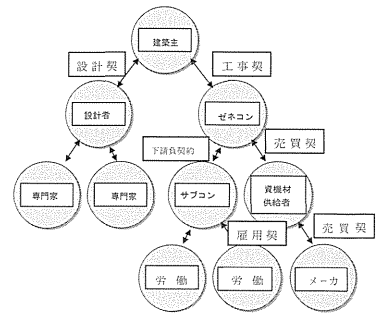 建築主
設計契
工事契
設計者
ゼネコン
下請負契約
売買契
専門家
専門家
サブコン
資機材
供給者
雇用契
売買契
労働
労働
メーカ